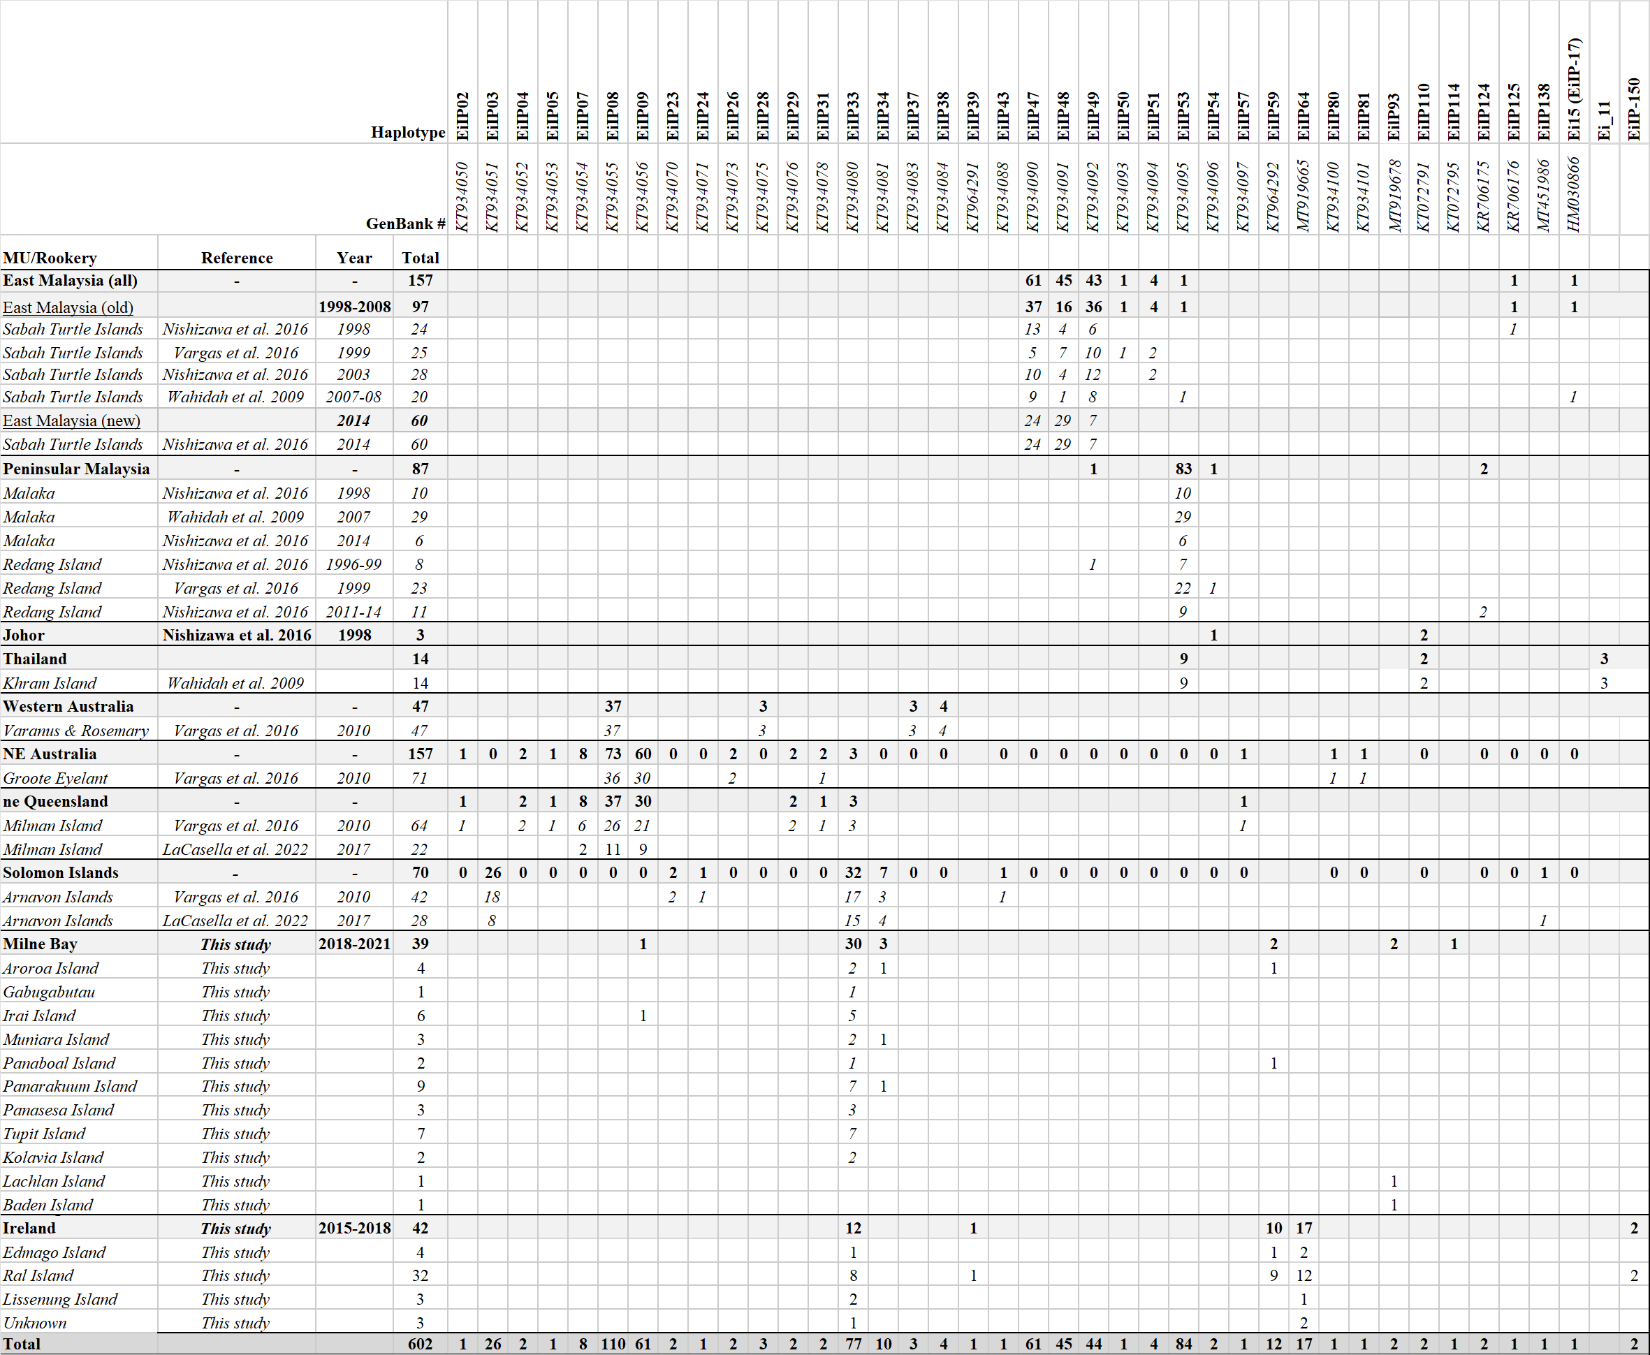 Haplotype EiIP02 EiIP03 EiIP04 EiIP05 EiIP07 EiIP08 EiIP09 EiIP23 EiIP24 EiIP26 EiIP28 EiIP29 EiIP31 EiIP33 EiIP34 EiIP37 EiIP38 EiIP39 EiIP43 EiIP47 EiIP48 EiIP49 EiIP50 EiIP51 EiIP53 EiIP54 EiIP57 EiIP59 EiIP64 EiIP80 EiIP81 EiIP93 EiIP110 EiIP114 EiIP124 EiIP125 EiIP138 Ei15 (EiIP-17) Ei_11 EiIP-150
GenBank # KT934050 KT934051 KT934052 KT934053 KT934054 KT934055 KT934056 KT934070 KT934071 KT934073 KT934075 KT934076 KT934078 KT934080 KT934081 KT934083 KT934084 KT964291 KT934088 KT934090 KT934091 KT934092 KT934093 KT934094 KT934095 KT934096 KT934097 KT964292 MT919665 KT934100 KT934101 MT919678 KT072791 KT072795 KR706175 KR706176 MT451986 HM030866
MU/Rookery Reference Year Total
East Malaysia (all) - - 157 61 45 43 1 4 1 1 1
East Malaysia (old) 1998-2008 97 37 16 36 1 4 1 1 1
Sabah Turtle Islands Nishizawa et al. 2016 1998 24 13 4 6 1
Sabah Turtle Islands Vargas et al. 2016 1999 25 5 7 10 1 2
Sabah Turtle Islands Nishizawa et al. 2016 2003 28 10 4 12 2
Sabah Turtle Islands Wahidah et al. 2009 2007-08 20 9 1 8 1 1
East Malaysia (new) 2014 60 24 29 7
Sabah Turtle Islands Nishizawa et al. 2016 2014 60 24 29 7
Peninsular Malaysia - - 87 1 83 1 2
Malaka Nishizawa et al. 2016 1998 10 10
Malaka Wahidah et al. 2009 2007 29 29
Malaka Nishizawa et al. 2016 2014 6 6
Redang Island Nishizawa et al. 2016 1996-99 8 1 7
Redang Island Vargas et al. 2016 1999 23 22 1
Redang Island Nishizawa et al. 2016 2011-14 11 9 2
Johor Nishizawa et al. 2016 1998 3 1 2
Thailand 14 9 2 3
Khram Island Wahidah et al. 2009 14 9 2 3
Western Australia - - 47 37 3 3 4
Varanus & Rosemary Vargas et al. 2016 2010 47 37 3 3 4
NE Australia - - 157 1 0 2 1 8 73 60 0 0 2 0 2 2 3 0 0 0 0 0 0 0 0 0 0 0 1 1 1 0 0 0 0 0
Groote Eyelant Vargas et al. 2016 2010 71 36 30 2 1 1 1
ne Queensland - - 1 2 1 8 37 30 2 1 3 1
Milman Island Vargas et al. 2016 2010 64 1 2 1 6 26 21 2 1 3 1
Milman Island LaCasella et al. 2022 2017 22 2 11 9
Solomon Islands - - 70 0 26 0 0 0 0 0 2 1 0 0 0 0 32 7 0 0 1 0 0 0 0 0 0 0 0 0 0 0 0 0 1 0
Arnavon Islands Vargas et al. 2016 2010 42 18 2 1 17 3 1
Arnavon Islands LaCasella et al. 2022 2017 28 8 15 4 1
Milne Bay This study 2018-2021 39 1 30 3 2 2 1
Aroroa Island This study 4 2 1 1
Gabugabutau This study 1 1
Irai Island This study 6 1 5
Muniara Island This study 3 2 1
Panaboal Island This study 2 1 1
Panarakuum Island This study 9 7 1
Panasesa Island This study 3 3
Tupit Island This study 7 7
Kolavia Island This study 2 2
Lachlan Island This study 1 1
Baden Island This study 1 1
Ireland This study 2015-2018 42 12 1 10 17 2
Edmago Island This study 4 1 1 2
Ral Island This study 32 8 1 9 12 2
Lissenung Island This study 3 2 1
Unknown This study 3 1 2
Total 602 1 26 2 1 8 110 61 2 1 2 3 2 2 77 10 3 4 1 1 61 45 44 1 4 84 2 1 12 17 1 1 2 2 1 2 1 1 1 2